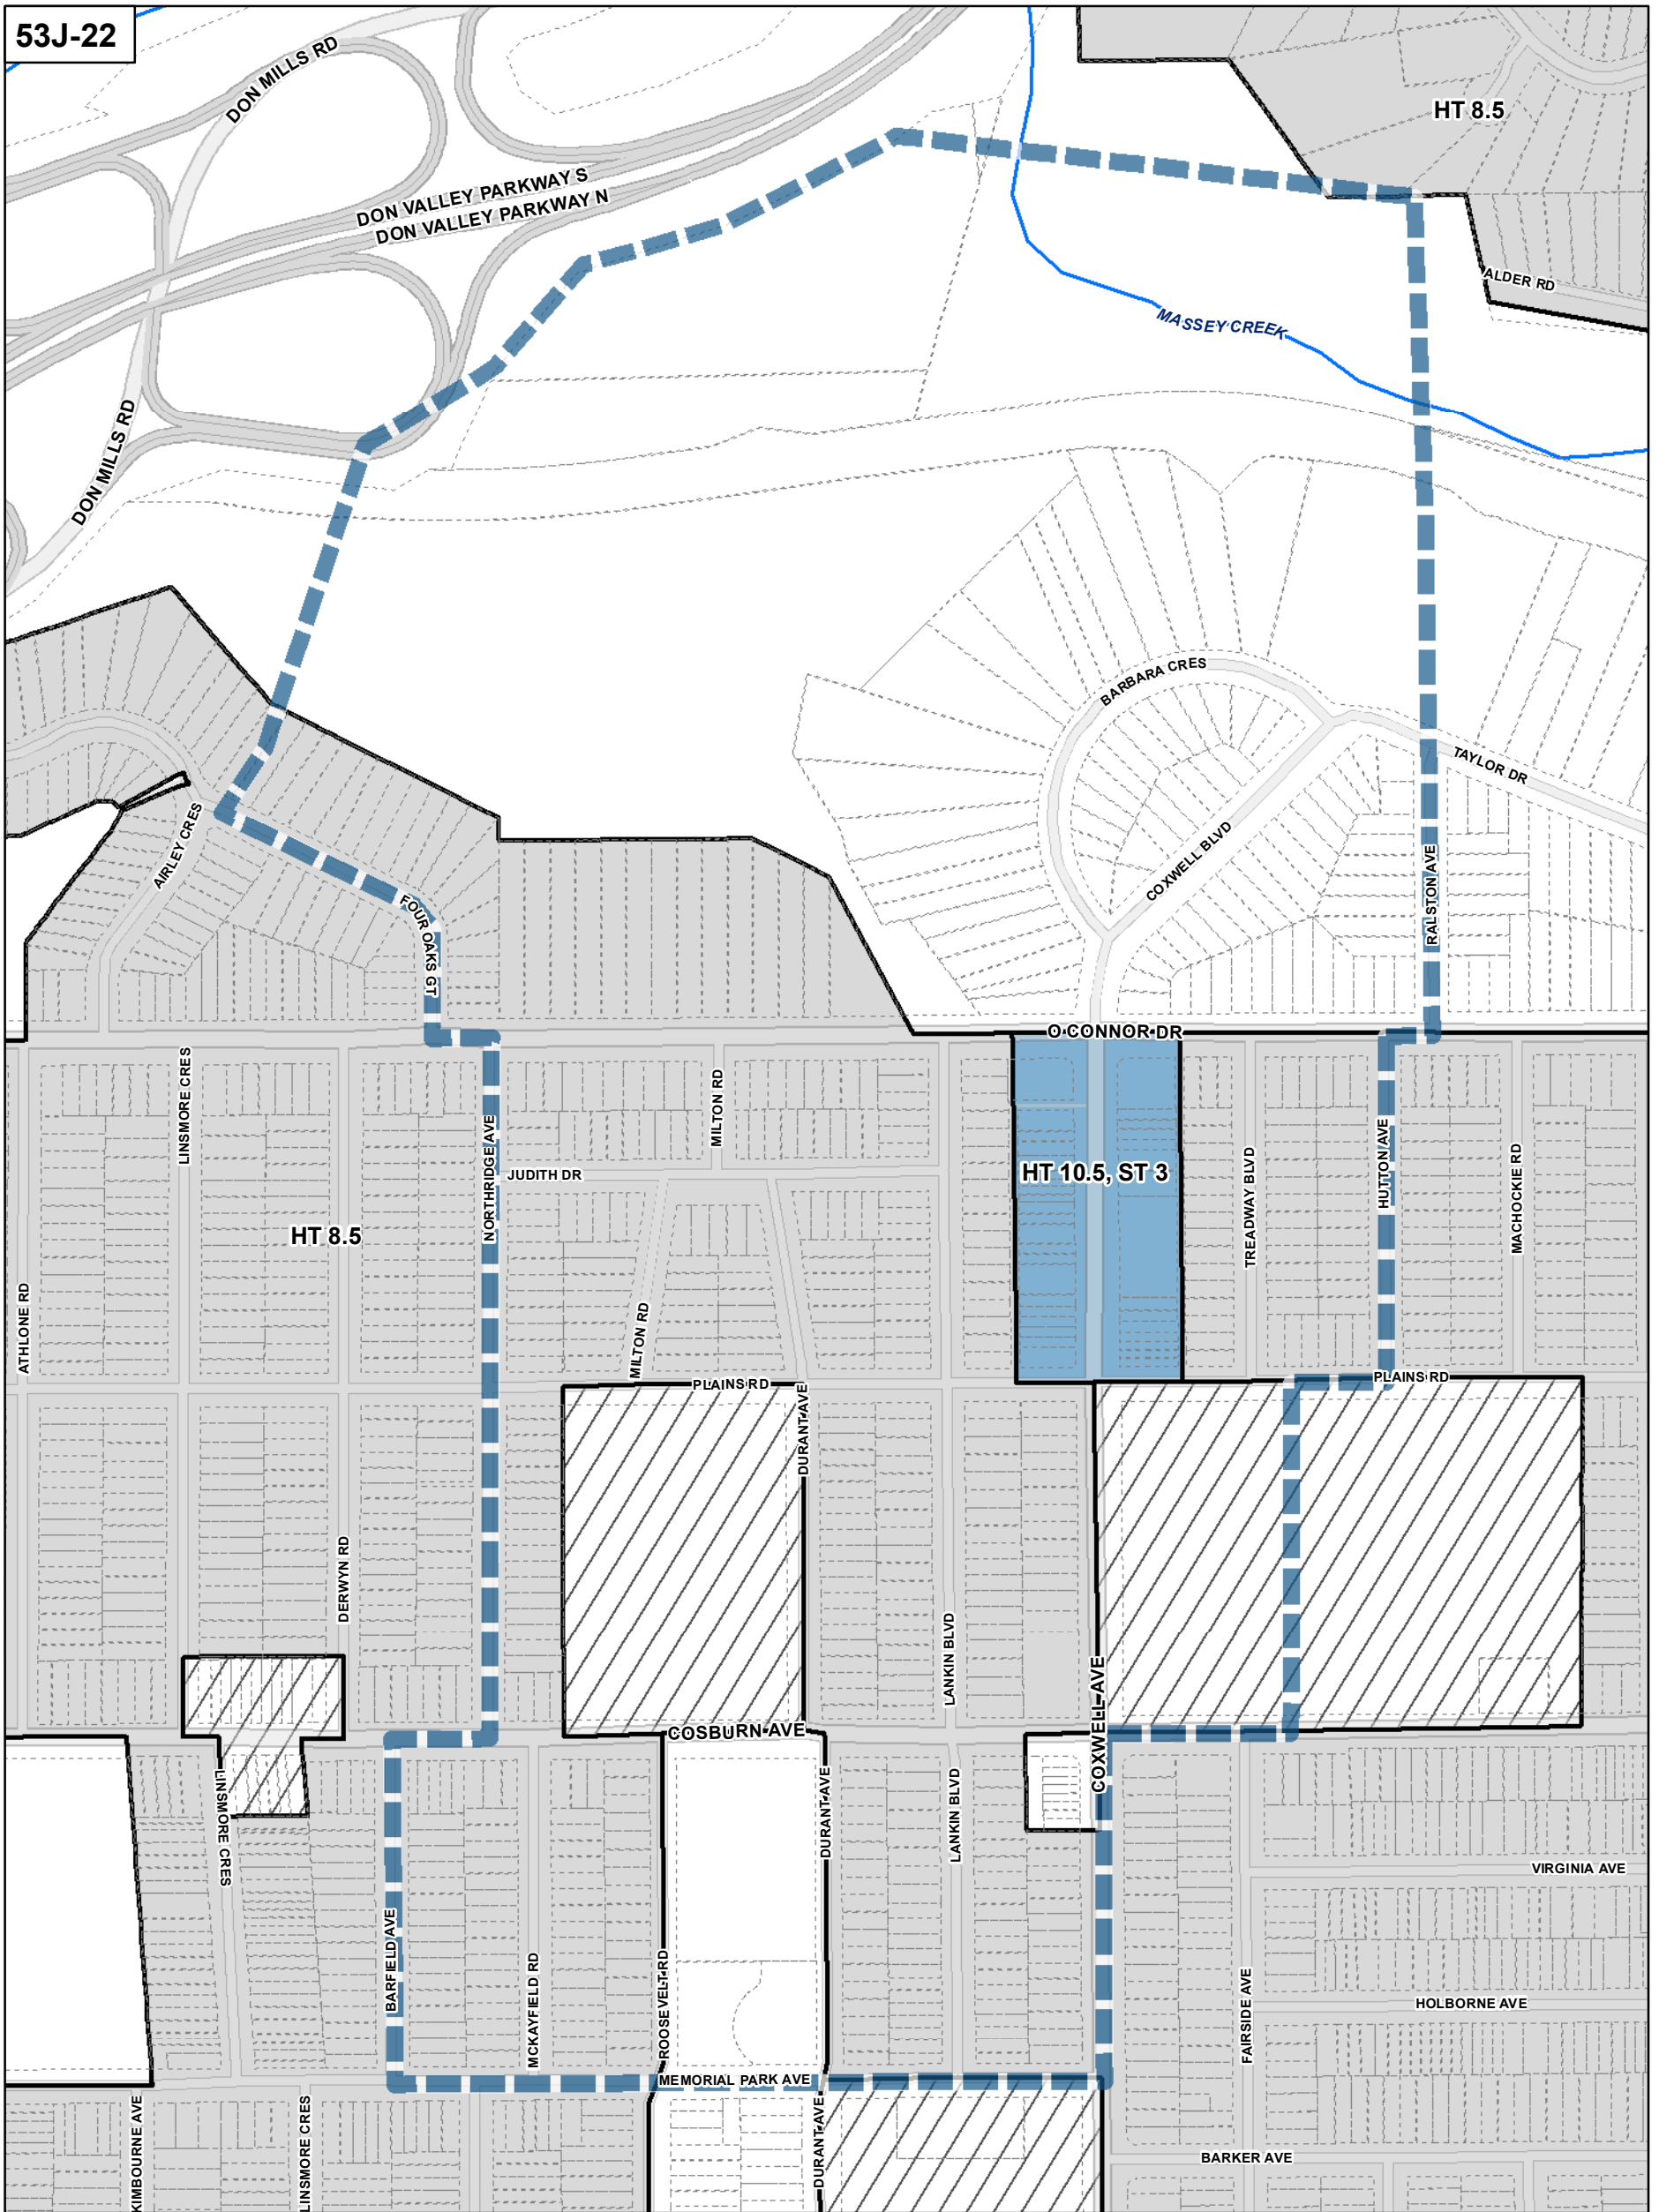 53J-22
DON MILLS RD
HT 8.5
DON VALLEY PARKWAY S
DON VALLEY PARKWAY N
ALDER RD
MASSEY CREEK
DON MILLS RD
BARBARA CRES
TAYLOR DR
AIRLEY CRES
COXWELL BLVD
RALSTON AVE
FOUR OAKS GT
O CONNOR DR
LINSMORE CRES
MILTON RD
NORTHRIDGE AVE
JUDITH DR
HT 10.5, ST 3
TREADWAY BLVD
HUTTON AVE
MACHOCKIE RD
HT 8.5
ATHLONE RD
MILTON RD
PLAINS RD
PLAINS RD
DURANT AVE
DERWYN RD
LANKIN BLVD
COXWELL AVE
COSBURN AVE
LINSMORE CRES
DURANT AVE
LANKIN BLVD
VIRGINIA AVE
BARFIELD AVE
MCKAYFIELD RD
ROOSEVELT RD
FAIRSIDE AVE
HOLBORNE AVE
MEMORIAL PARK AVE
KIMBOURNE AVE
LINSMORE CRES
DURANT AVE
BARKER AVE